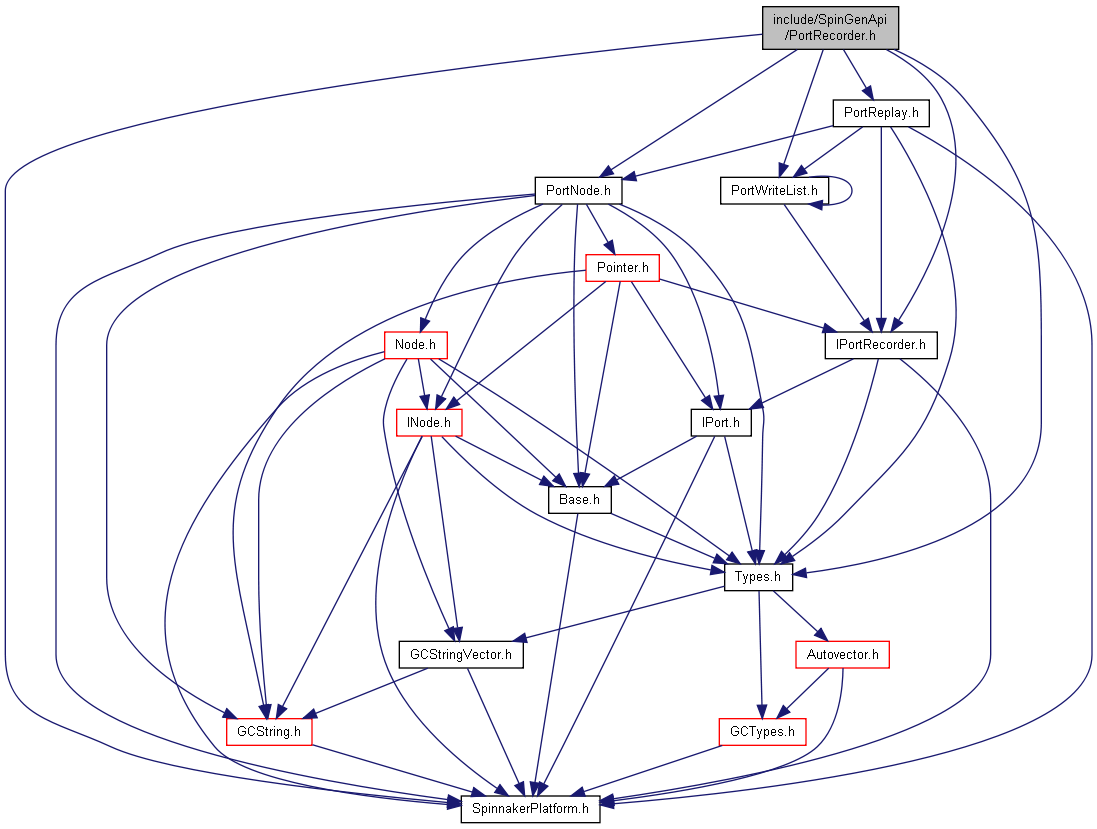 include/SpinGenApi
/PortRecorder.h
PortReplay.h
PortNode.h
PortWriteList.h
Pointer.h
Node.h
IPortRecorder.h
INode.h
IPort.h
Base.h
Types.h
GCStringVector.h
Autovector.h
GCString.h
GCTypes.h
SpinnakerPlatform.h